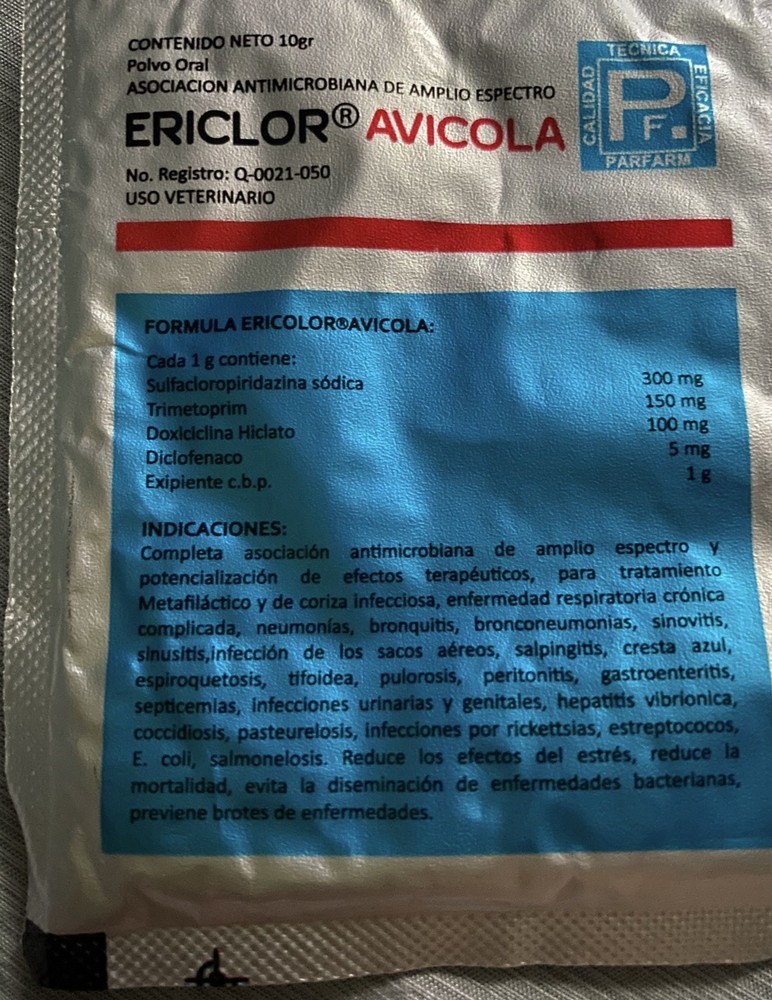 CONTENIDO NETO 10gr
Polvo Oral
ASOCIACION ANTIMICROBIANA DE AMPLIO ESPECTRO
ERICLOR® AVICOLA
No. Registro: Q-0021-050
USO VETERINARIO
TECNICA
CALIDAD
PF.
EFICACIA
PARFARM
FORMULA ERICOLOR®AVICOLA:
Cada 1 g contiene:
Sulfacloropiridazina sódica 300 mg
Trimetoprim 150 mg
Doxiciclina Hiclato 100 mg
Diclofenaco 5 mg
Exipiente c.b.p. 1 g
INDICACIONES:
Completa asociación antimicrobiana de amplio espectro y
potencialización de efectos terapéuticos, para tratamiento
Metafiláctico y de coriza infecciosa, enfermedad respiratoria crónica
complicada, neumonías, bronquitis, bronconeumonias, sinovitis,
sinusitis,infección de los sacos aéreos, salpingitis, cresta azul,
espiroquetosis, tifoidea, pulorosis, peritonitis, gastroenteritis,
septicemias, infecciones urinarias y genitales, hepatitis vibrionica,
coccidiosis, pasteurelosis, infecciones por rickettsias, estreptococos,
E. coli, salmonelosis. Reduce los efectos del estrés, reduce la
mortalidad, evita la diseminación de enfermedades bacterianas,
previene brotes de enfermedades.